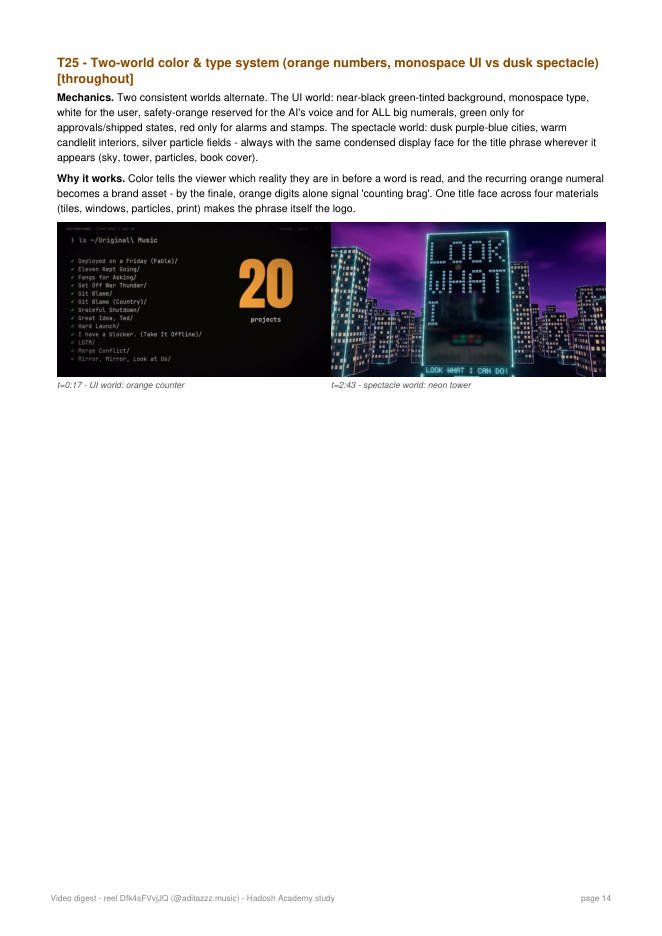 T25 - Two-world color & type system (orange numbers, monospace UI vs dusk spectacle)
[throughout]
Mechanics. Two consistent worlds alternate. The UI world: near-black green-tinted background, monospace type,
white for the user, safety-orange reserved for the AI's voice and for ALL big numerals, green only for
approvals/shipped states, red only for alarms and stamps. The spectacle world: dusk purple-blue cities, warm
candlelit interiors, silver particle fields - always with the same condensed display face for the title phrase wherever it
appears (sky, tower, particles, book cover).
Why it works. Color tells the viewer which reality they are in before a word is read, and the recurring orange numeral
becomes a brand asset - by the finale, orange digits alone signal 'counting brag'. One title face across four materials
(tiles, windows, particles, print) makes the phrase itself the logo.
) ls ~/Original\ Music
✓ Deployed on a Friday (Fable)/
✓ Eleven Kept Going/
✓ Fangs for Asking/
✓ Get Off War Thunder/
✓ Git Blame/
✓ Git Blame (Country)/
✓ Graceful Shutdown/
✓ Great Idea, Ted/
✓ Hard Launch/
✓ I have a blocker. (Take It Offline)/
✓ LGTM/
✓ Merge Conflict/
✓ Mirror, Mirror, Look at Us/
20
projects
LOOK
WHAT
I
LOOK WHAT I CAN DO!
t=0:17 - UI world: orange counter
t=2:43 - spectacle world: neon tower
Video digest - reel Dfk4sFVvjJQ (@aditazzz.music) - Hadosh Academy study
page 14